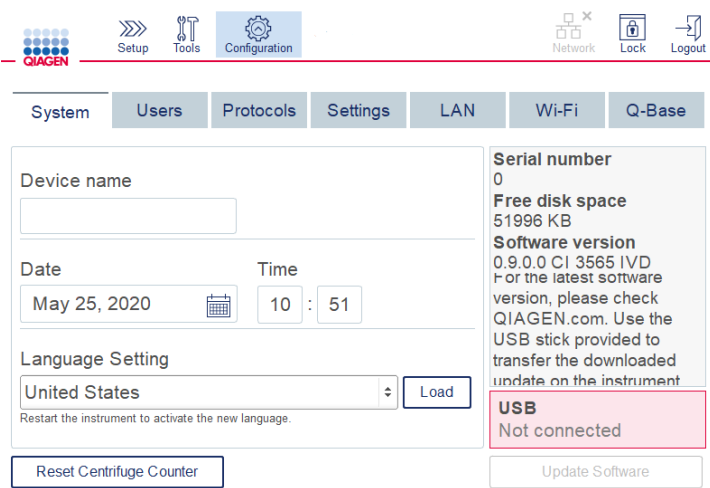 QIAGEN
Setup
Tools
Configuration
Network
Lock
Logout
System
Users
Protocols
Settings
LAN
Wi-Fi
Q-Base
Device name
Date
Time
May 25, 2020
10 : 51
Language Setting
United States
Load
Restart the instrument to activate the new language.
Reset Centrifuge Counter
Serial number
0
Free disk space
51996 KB
Software version
0.9.0.0 CI 3565 IVD
For the latest software
version, please check
QIAGEN.com. Use the
USB stick provided to
transfer the downloaded
update on the instrument
USB
Not connected
Update Software